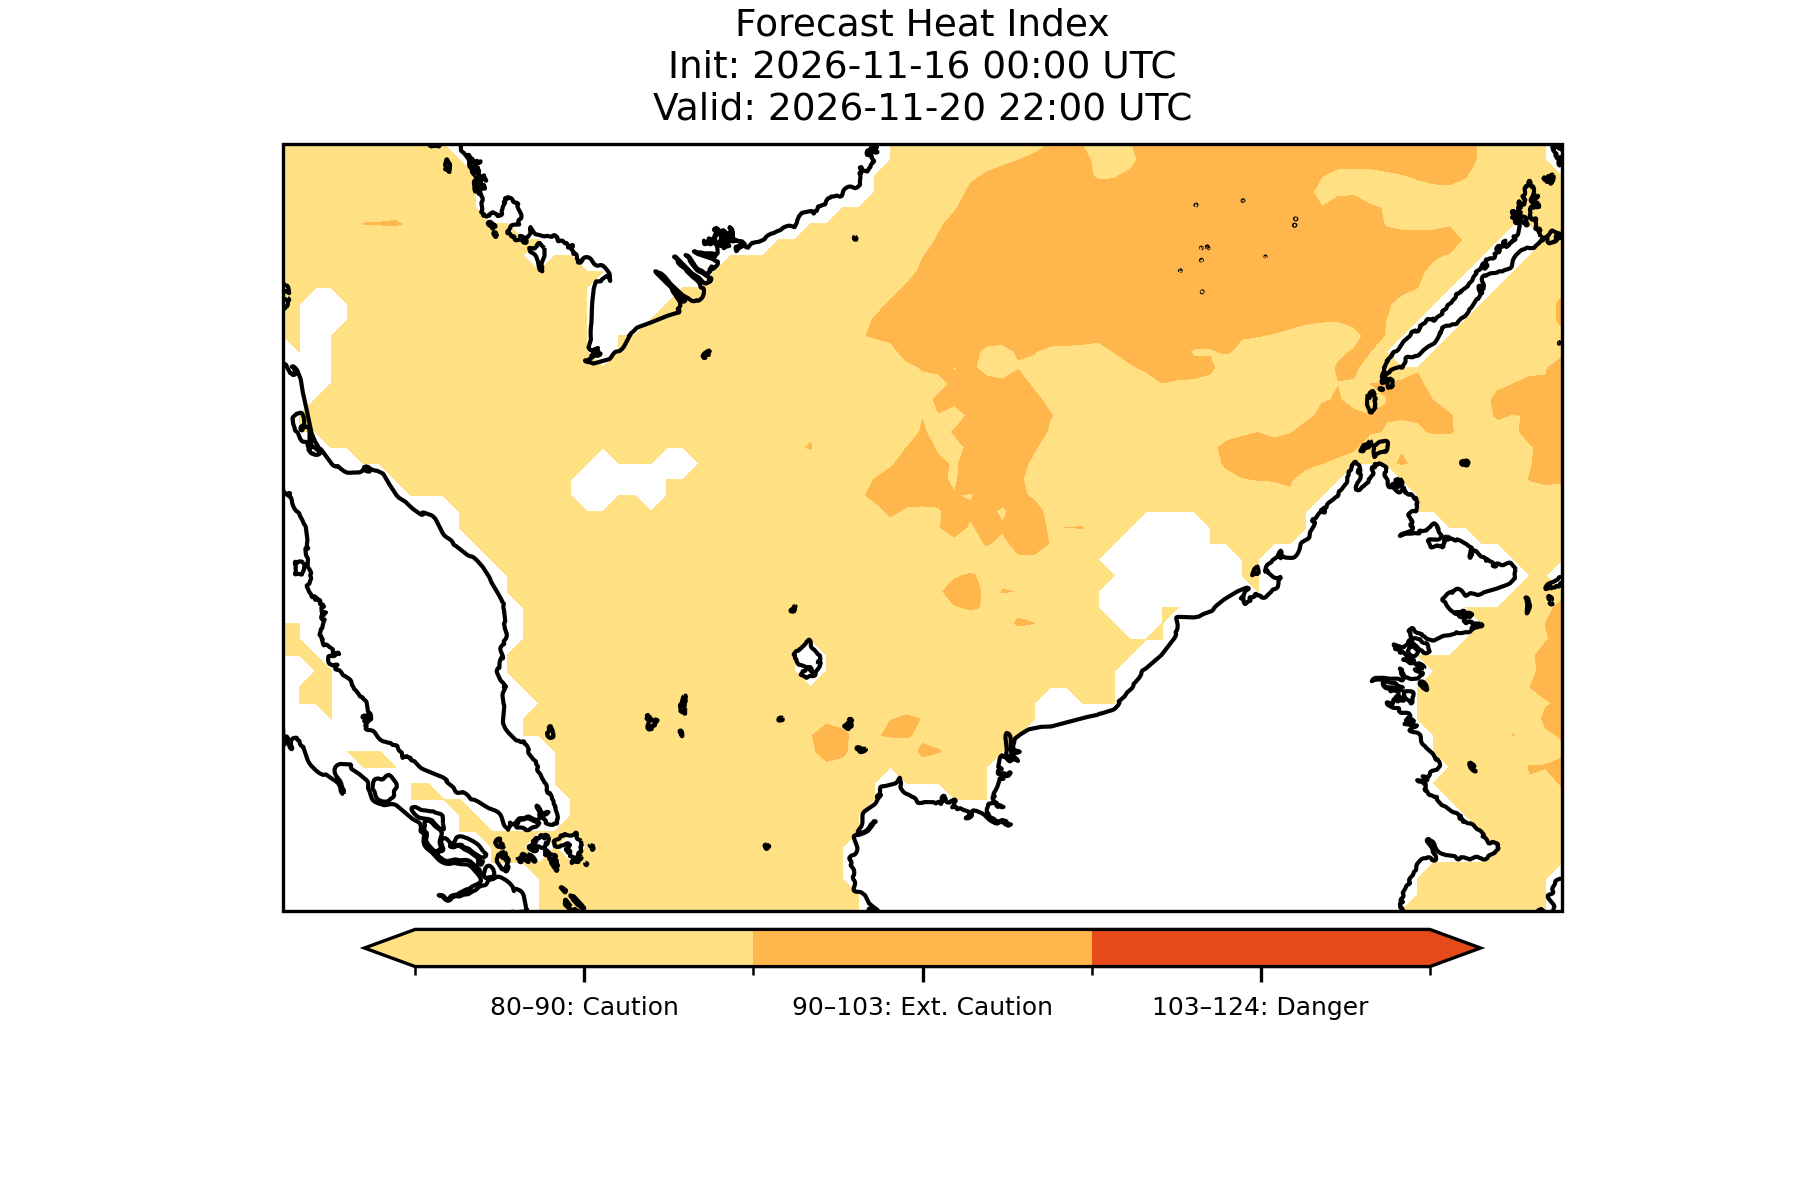 Forecast Heat Index
Init: 2026-11-16 00:00 UTC
Valid: 2026-11-20 22:00 UTC
80–90: Caution
90–103: Ext. Caution
103–124: Danger